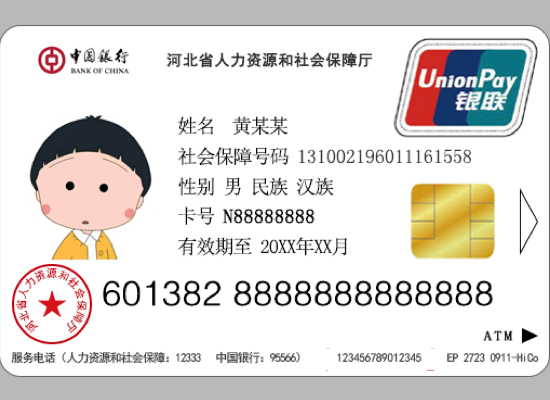 中国银行
BANK OF CHINA
河北省人力资源和社会保障厅
UnionPay
银联
姓名 黄某某
社会保障号码 131002196011161558
性别 男 民族 汉族
卡号 N88888888
有效期至 20XX年XX月
河北省人力资源和社会保障厅
601382 8888888888888
ATM
服务电话（人力资源和社会保障：12333 中国银行：95566） 123456789012345 EP 2723 0911-HiCo